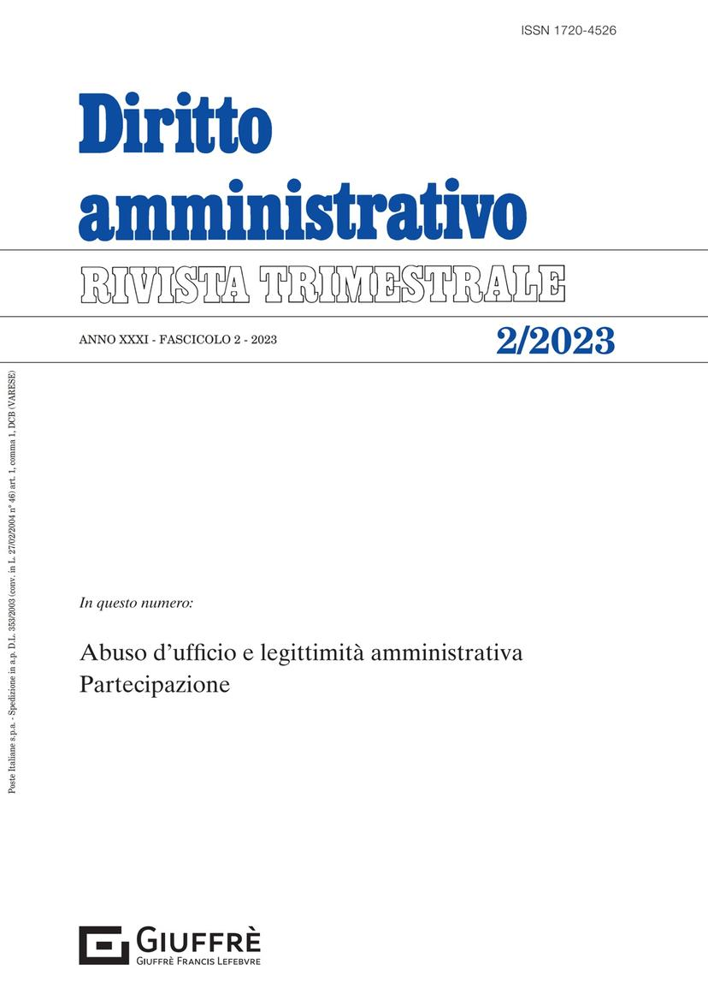 ISSN 1720-4526
Diritto
amministrativo
RIVISTA TRIMESTRALE
ANNO XXXI - FASCICOLO 2 - 2023
2/2023
Poste Italiane s.p.a. - Spedizione in a.p. D.L. 353/2003 (conv. in L. 27/02/2004 n° 46) art. 1, comma 1, DCB (VARESE)
In questo numero:
Abuso d'ufficio e legittimità amministrativa
Partecipazione
GIUFFRÈ
GIUFFRÈ FRANCIS LEFEBVRE